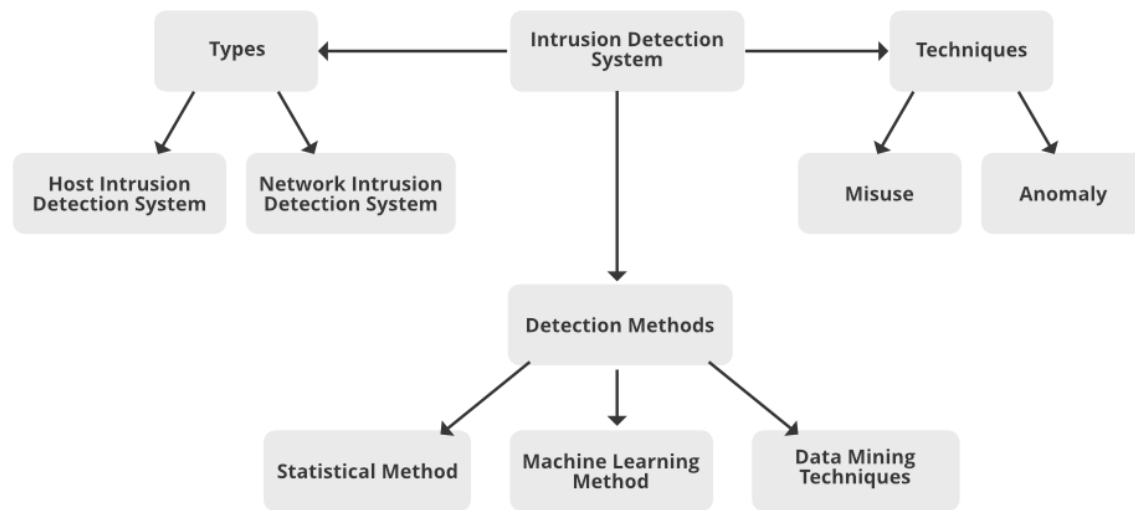 Types
Intrusion Detection
System
Techniques
Host Intrusion
Detection System
Network Intrusion
Detection System
Misuse
Anomaly
Detection Methods
Statistical Method
Machine Learning
Method
Data Mining
Techniques